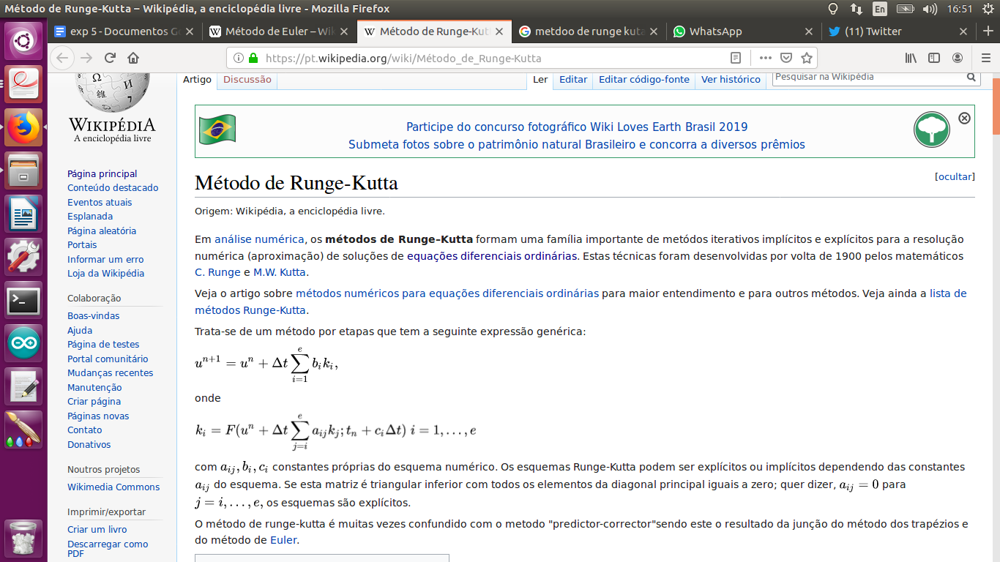 Método de Runge-Kutta – Wikipédia, a enciclopédia livre - Mozilla Firefox
En
16:51
exp 5 - Documentos Go
Método de Euler – Wik
Método de Runge-Kut
metdoo de runge kuta
WhatsApp
(11) Twitter
https://pt.wikipedia.org/wiki/Método_de_Runge-Kutta
Artigo
Discussão
Ler
Editar
Editar código-fonte
Ver histórico
Pesquisar na Wikipédia
WIKIPÉDIA
A enciclopédia livre
Participe do concurso fotográfico Wiki Loves Earth Brasil 2019
Submeta fotos sobre o patrimônio natural Brasileiro e concorra a diversos prêmios
Página principal
Conteúdo destacado
Eventos atuais
Esplanada
Página aleatória
Portais
Informar um erro
Loja da Wikipédia
Colaboração
Boas-vindas
Ajuda
Página de testes
Portal comunitário
Mudanças recentes
Manutenção
Criar página
Páginas novas
Contato
Donativos
Noutros projetos
Wikimedia Commons
Imprimir/exportar
Criar um livro
Descarregar como
PDF
Método de Runge-Kutta
[ocultar]
Origem: Wikipédia, a enciclopédia livre.
Em análise numérica, os métodos de Runge–Kutta formam uma família importante de metódos iterativos implícitos e explícitos para a resolução
numérica (aproximação) de soluções de equações diferenciais ordinárias. Estas técnicas foram desenvolvidas por volta de 1900 pelos matemáticos
C. Runge e M.W. Kutta.
Veja o artigo sobre métodos numéricos para equações diferenciais ordinárias para maior entendimento e para outros métodos. Veja ainda a lista de
métodos Runge-Kutta.
Trata-se de um método por etapas que tem a seguinte expressão genérica:
u^{n+1} = u^n + Δt ∑_{i=1}^{e} b_i k_i,
onde
k_i = F(u^n + Δt ∑_{j=i}^{e} a_{ij} k_j; t_n + c_i Δt) i = 1, ..., e
com a_{ij}, b_i, c_i constantes próprias do esquema numérico. Os esquemas Runge-Kutta podem ser explícitos ou implícitos dependendo das constantes
a_{ij} do esquema. Se esta matriz é triangular inferior com todos os elementos da diagonal principal iguais a zero; quer dizer, a_{ij} = 0 para
j = i, ..., e, os esquemas são explícitos.
O método de runge-kutta é muitas vezes confundido com o metodo "predictor-corrector"sendo este o resultado da junção do método dos trapézios e
do método de Euler.